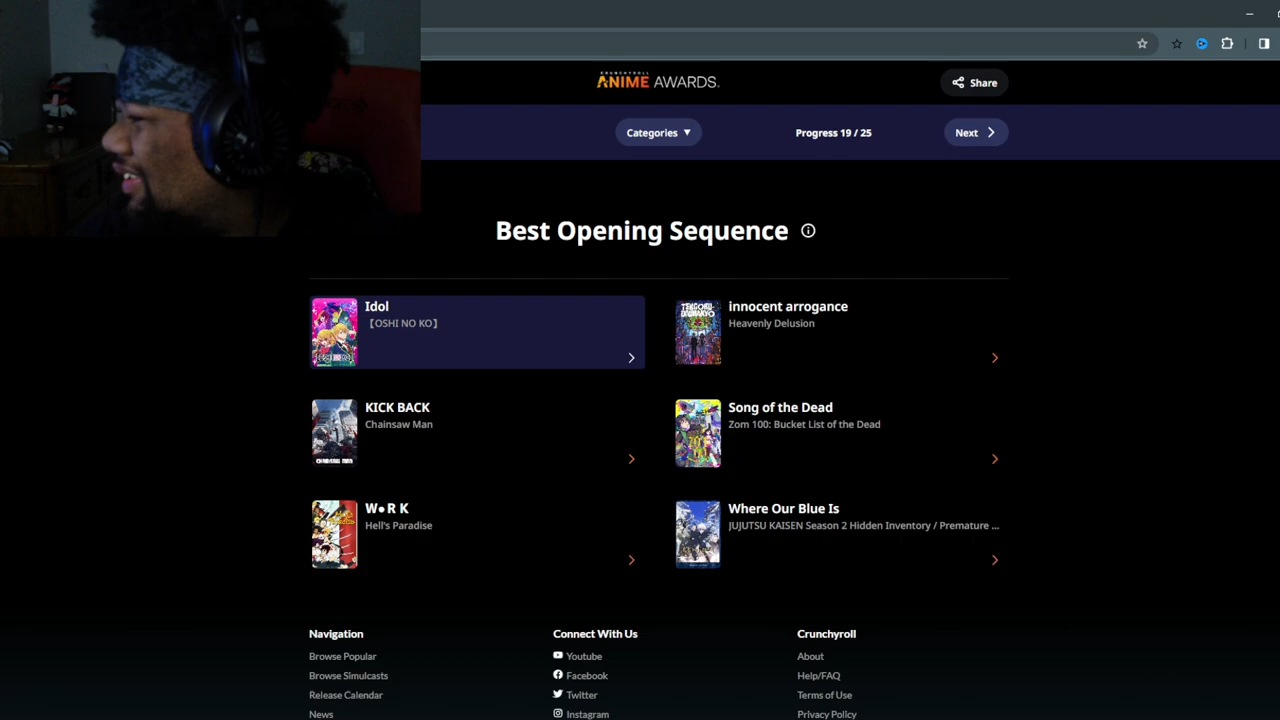 CRUNCHYROLL
ANIME AWARDS.
Share
Categories ▼
Progress 19 / 25
Next
Best Opening Sequence
Idol
【OSHI NO KO】
innocent arrogance
Heavenly Delusion
KICK BACK
Chainsaw Man
Song of the Dead
Zom 100: Bucket List of the Dead
W●R K
Hell's Paradise
Where Our Blue Is
JUJUTSU KAISEN Season 2 Hidden Inventory / Premature ...
Navigation
Connect With Us
Crunchyroll
Browse Popular
Youtube
About
Browse Simulcasts
Facebook
Help/FAQ
Release Calendar
Twitter
Terms of Use
News
Instagram
Privacy Policy